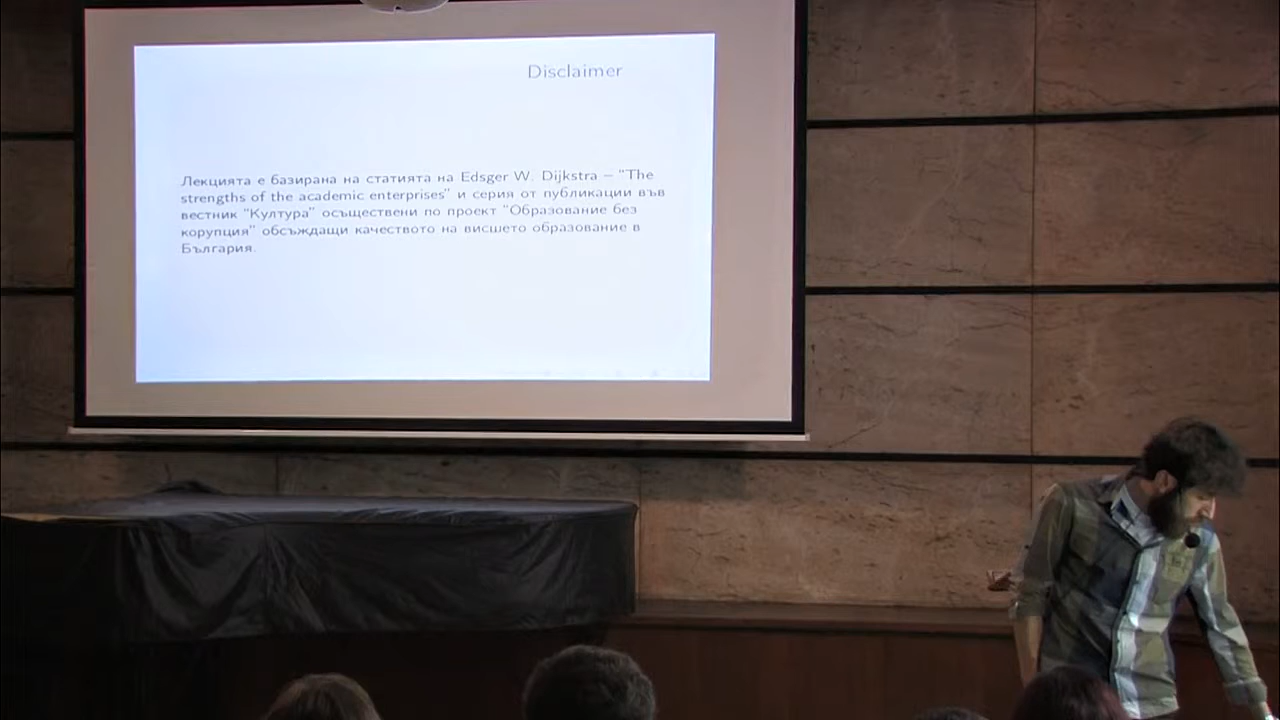 Disclaimer
Лекцията е базирана на статията на Edsger W. Dijkstra – "The
strengths of the academic enterprises" и серия от публикации във
вестник "Култура" осъществени по проект "Образование без
корупция" обсъждащи качеството на висшето образование в
България.